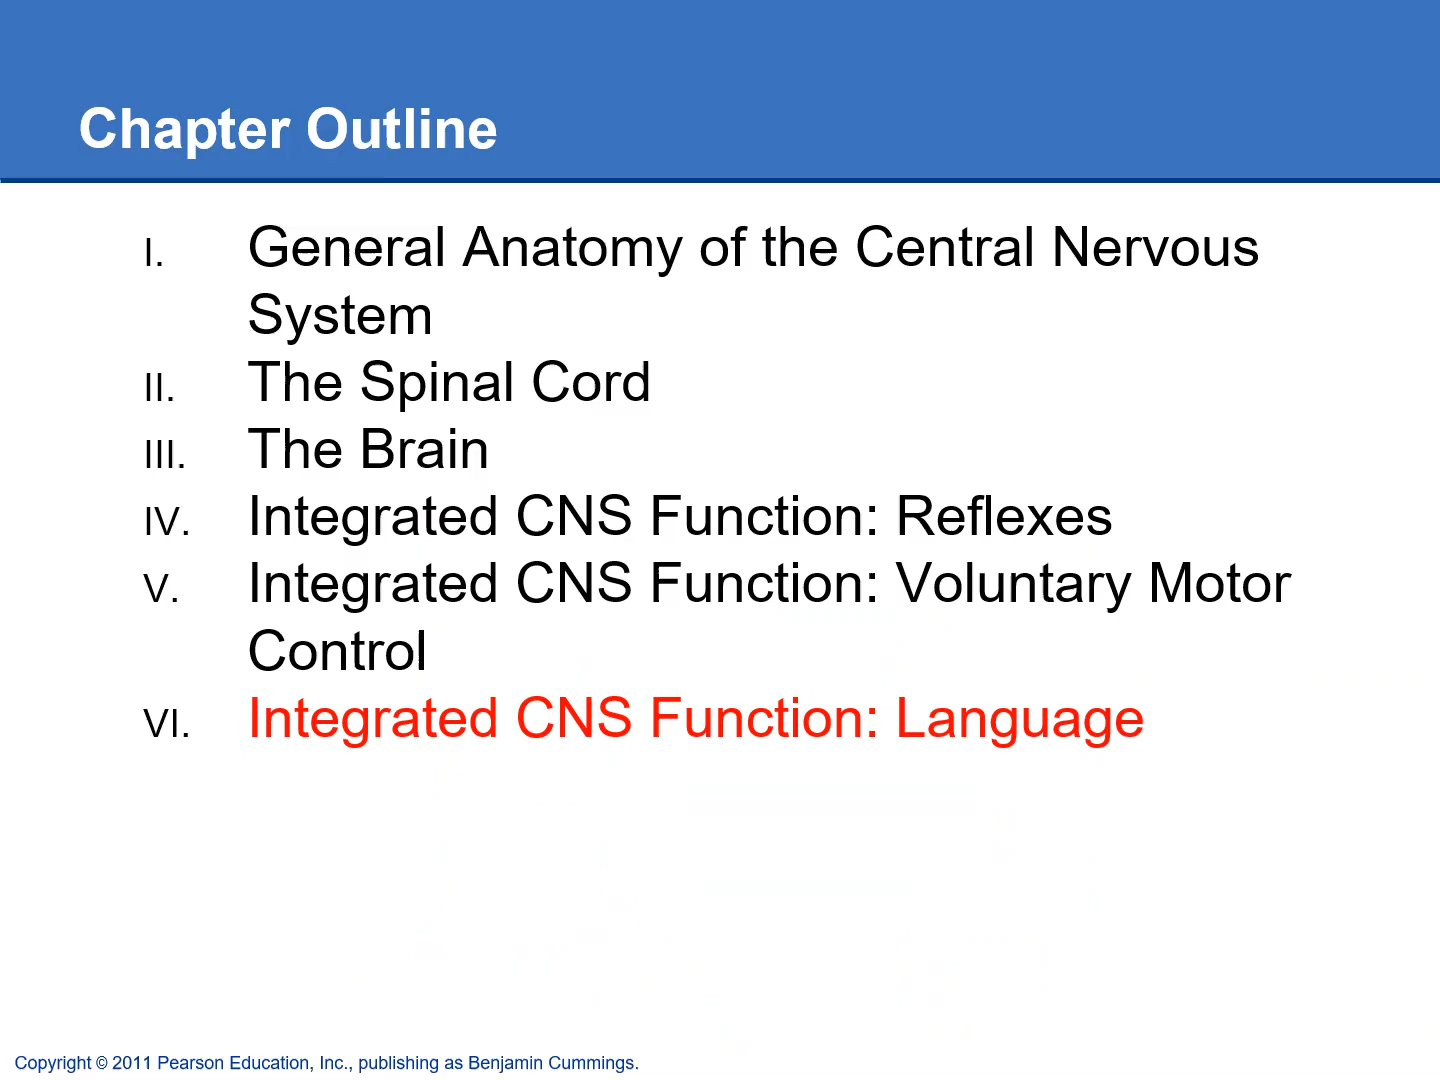 Chapter Outline
I. General Anatomy of the Central Nervous
System
II. The Spinal Cord
III. The Brain
IV. Integrated CNS Function: Reflexes
V. Integrated CNS Function: Voluntary Motor
Control
VI. Integrated CNS Function: Language
Copyright © 2011 Pearson Education, Inc., publishing as Benjamin Cummings.